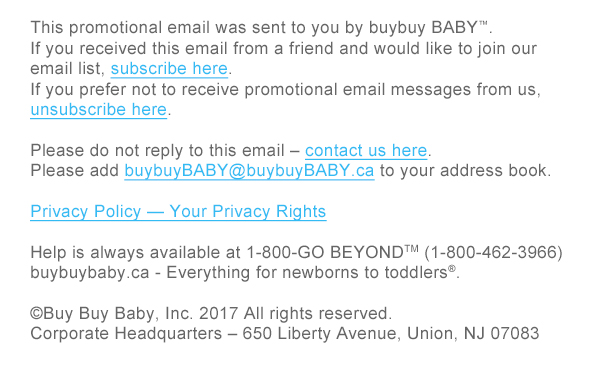 This promotional email was sent to you by buybuy BABY™.
If you received this email from a friend and would like to join our
email list, subscribe here.
If you prefer not to receive promotional email messages from us,
unsubscribe here.
Please do not reply to this email – contact us here.
Please add buybuyBABY@buybuyBABY.ca to your address book.
Privacy Policy — Your Privacy Rights
Help is always available at 1-800-GO BEYOND™ (1-800-462-3966)
buybuybaby.ca - Everything for newborns to toddlers®.
©Buy Buy Baby, Inc. 2017 All rights reserved.
Corporate Headquarters – 650 Liberty Avenue, Union, NJ 07083